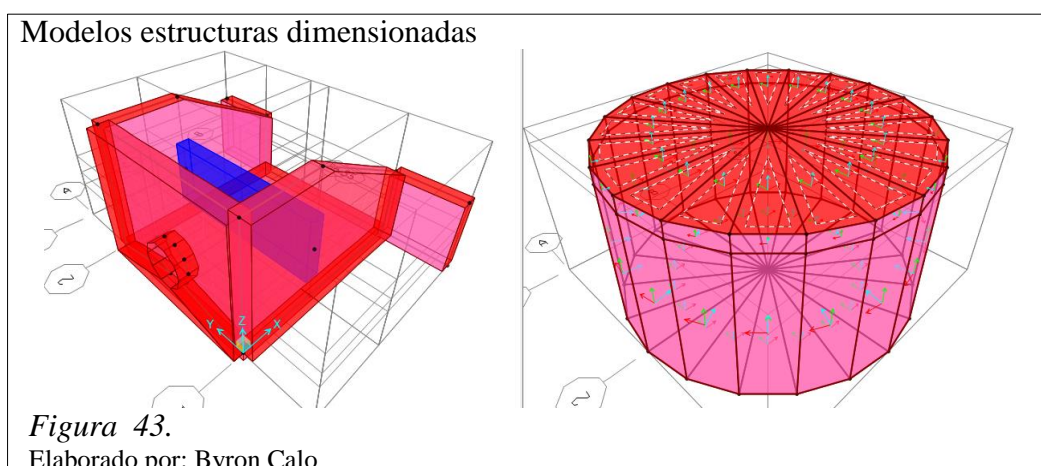 Modelos estructuras dimensionadas
Z
Y X
Figura 43.
Elaborado por: Byron Calo